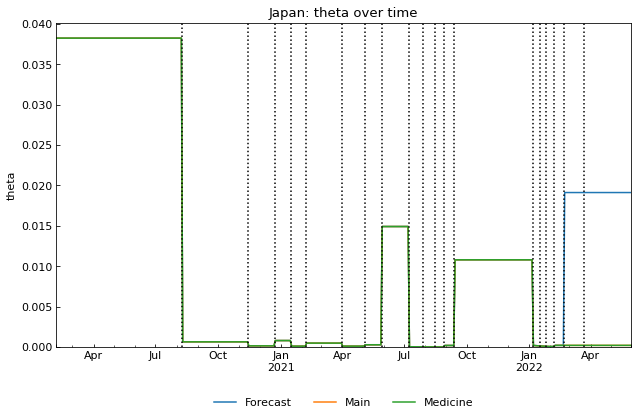 Japan: theta over time
theta
0.040
0.035
0.030
0.025
0.020
0.015
0.010
0.005
0.000
Apr Jul Oct Jan Apr Jul Oct Jan Apr
2021 2022
Forecast Main Medicine